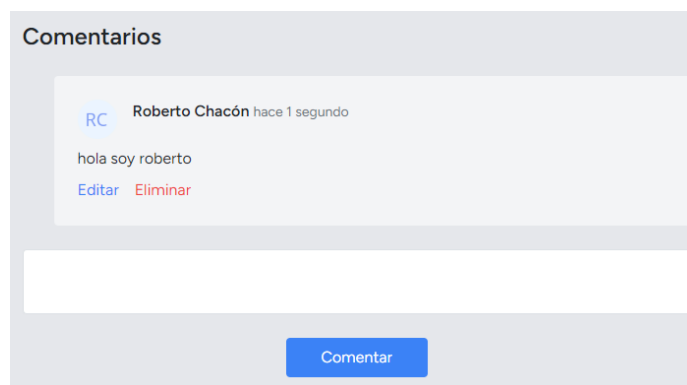 Comentarios
RC Roberto Chacón hace 1 segundo
hola soy roberto
Editar Eliminar
Comentar